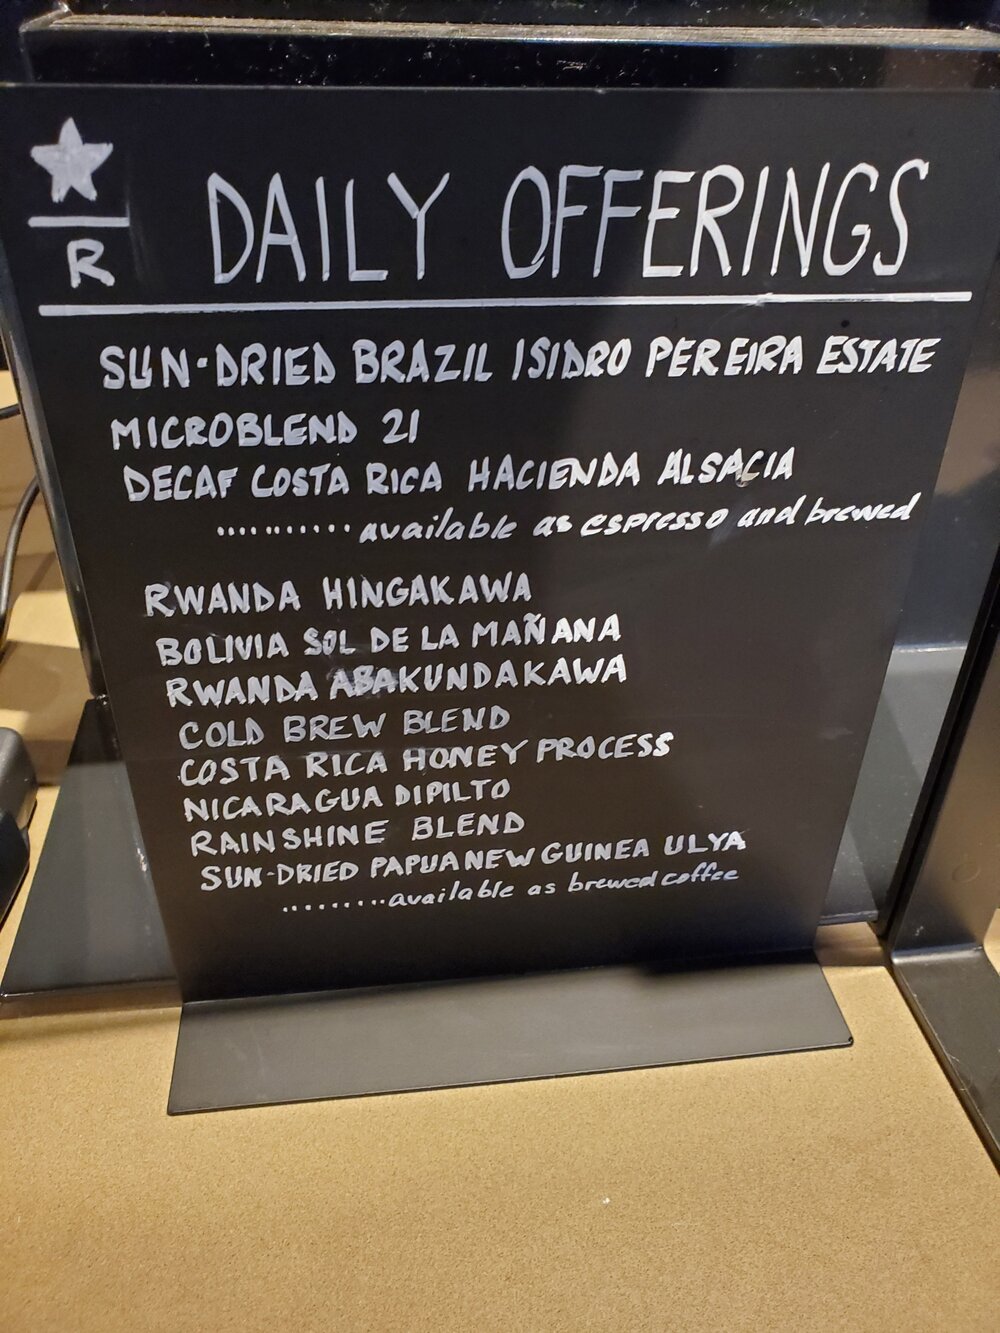 R
DAILY OFFERINGS
SUN-DRIED BRAZIL ISIDRO PEREIRA ESTATE
MICROBLEND 21
DECAF COSTA RICA HACIENDA ALSACIA
........... available as espresso and brewed
RWANDA HINGAKAWA
BOLIVIA SOL DE LA MAÑANA
RWANDA ABAKUNDAKAWA
COLD BREW BLEND
COSTA RICA HONEY PROCESS
NICARAGUA DIPILTO
RAINSHINE BLEND
SUN-DRIED PAPUA NEW GUINEA ULYA
.........available as brewed coffee